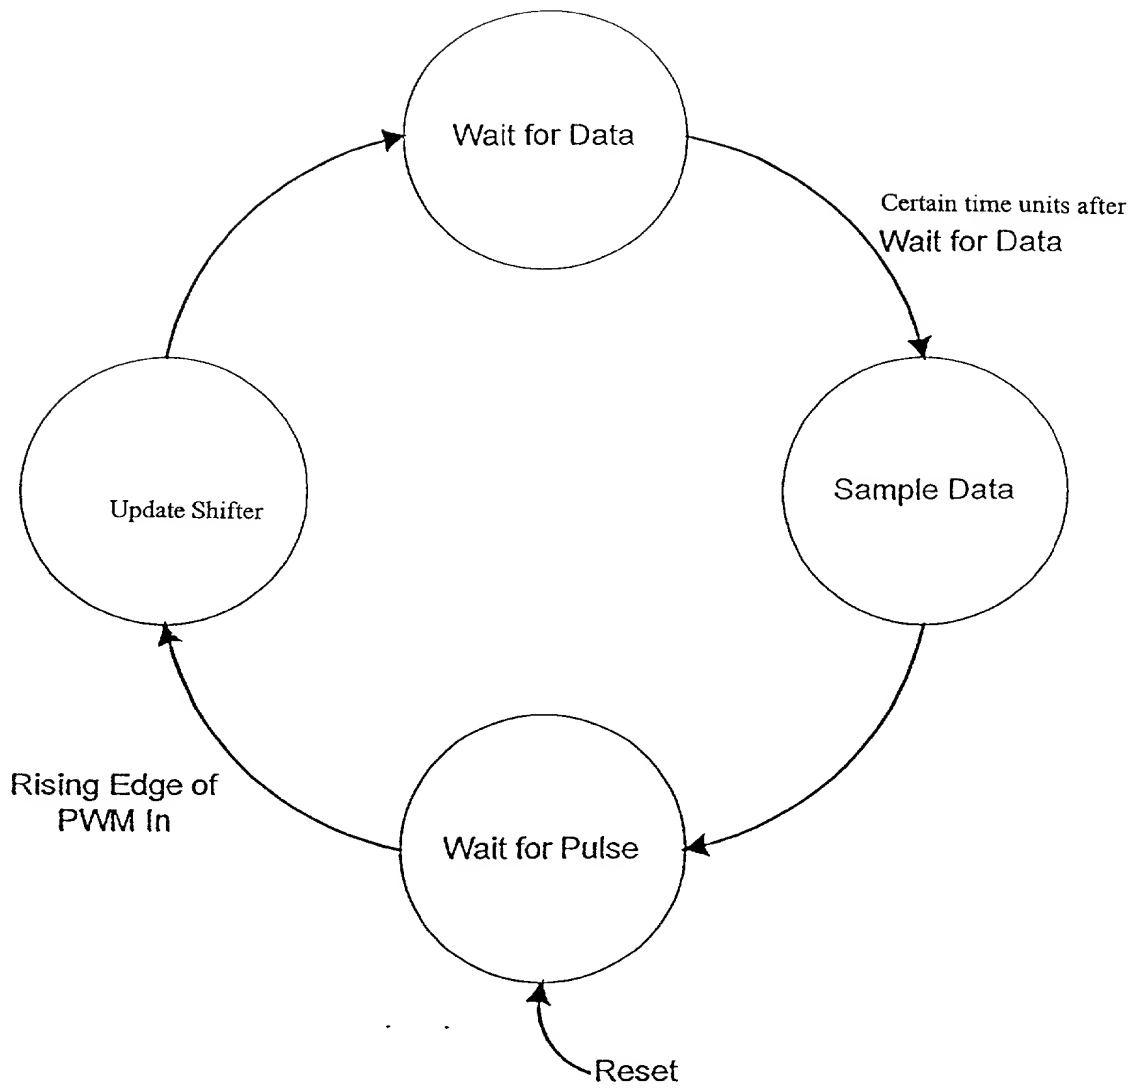 Wait for Data
Certain time units after
Wait for Data
Sample Data
Update Shifter
Rising Edge of
PWM In
Wait for Pulse
Reset